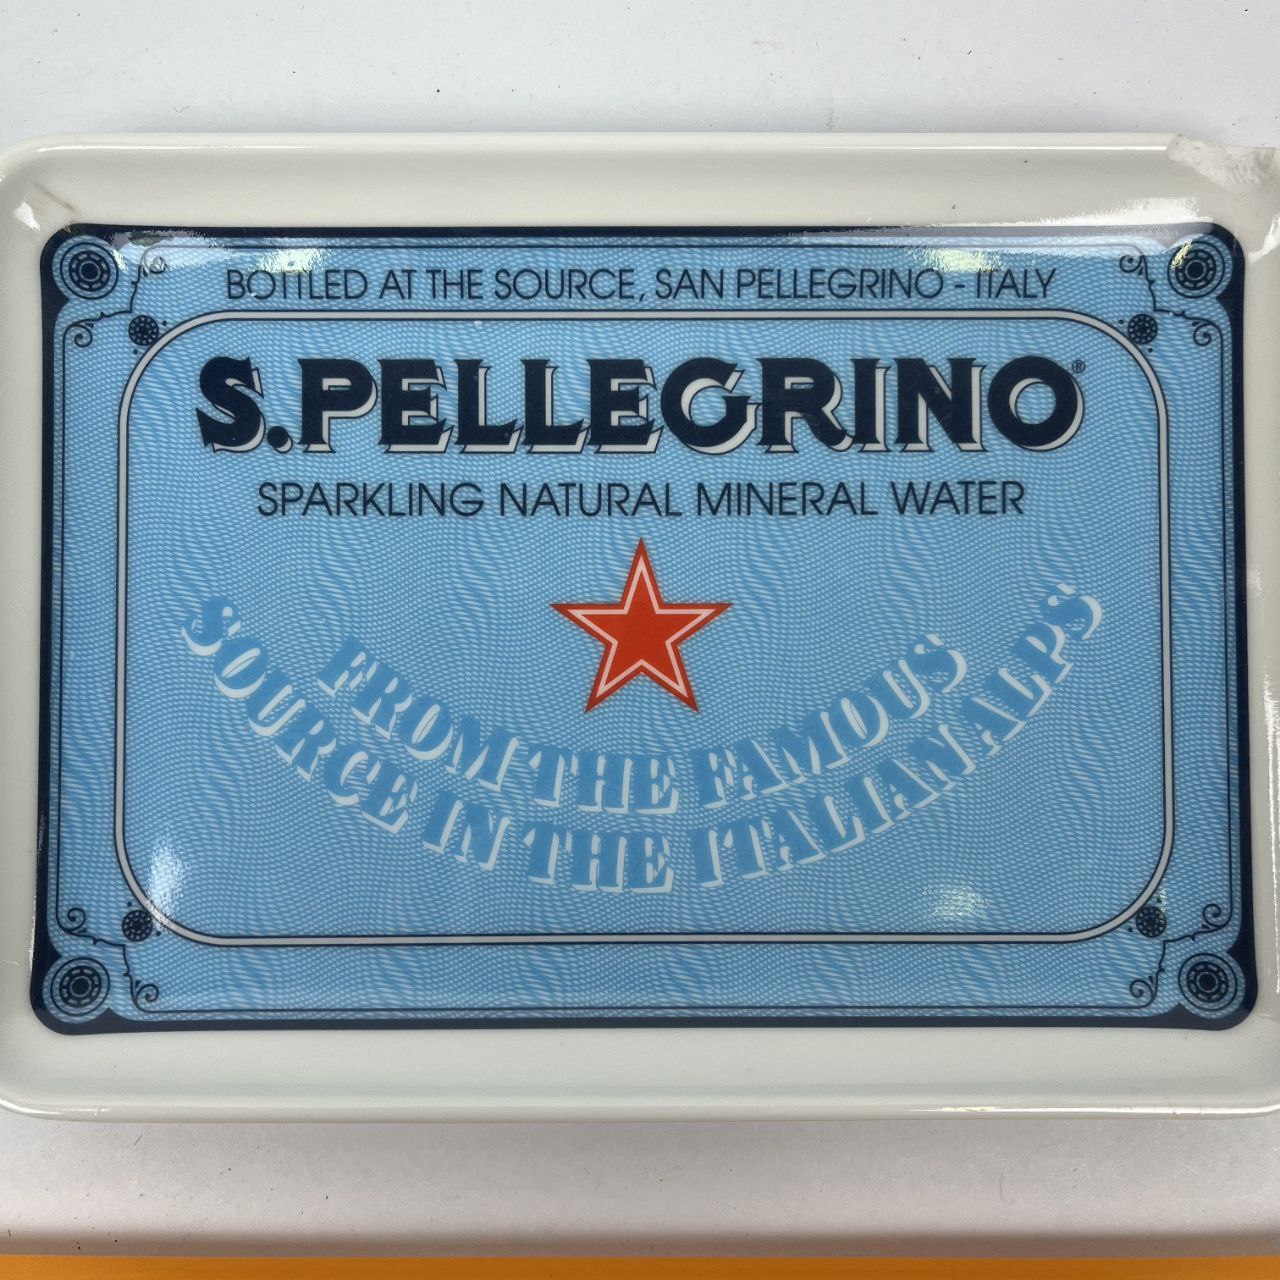 BOTTLED AT THE SOURCE, SAN PELLEGRINO - ITALY
S.PELLEGRINO®
SPARKLING NATURAL MINERAL WATER
FROM THE FAMOUS
SOURCE IN THE ITALIAN ALPS